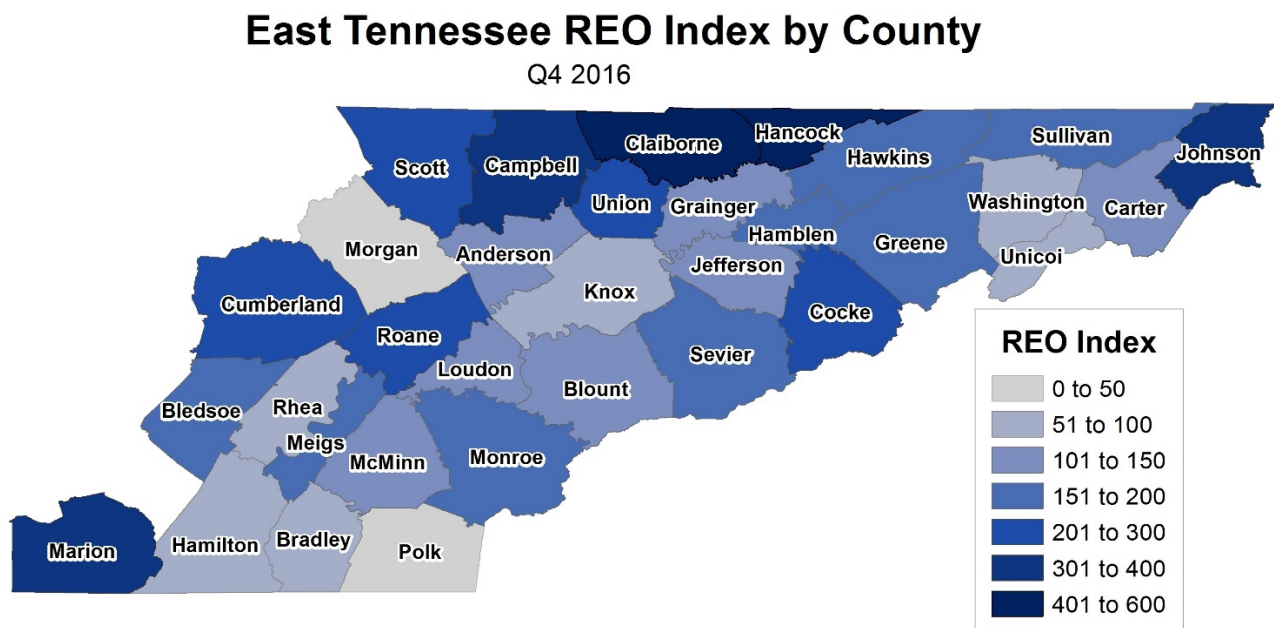 East Tennessee REO Index by County
Q4 2016
Scott
Campbell
Claiborne
Hancock
Hawkins
Sullivan
Johnson
Union
Grainger
Hamblen
Greene
Washington
Carter
Unicoi
Morgan
Anderson
Jefferson
Knox
Cumberland
Roane
Cocke
Loudon
Sevier
Blount
Bledsoe
Rhea
Meigs
McMinn
Monroe
Marion
Hamilton
Bradley
Polk
REO Index
0 to 50
51 to 100
101 to 150
151 to 200
201 to 300
301 to 400
401 to 600